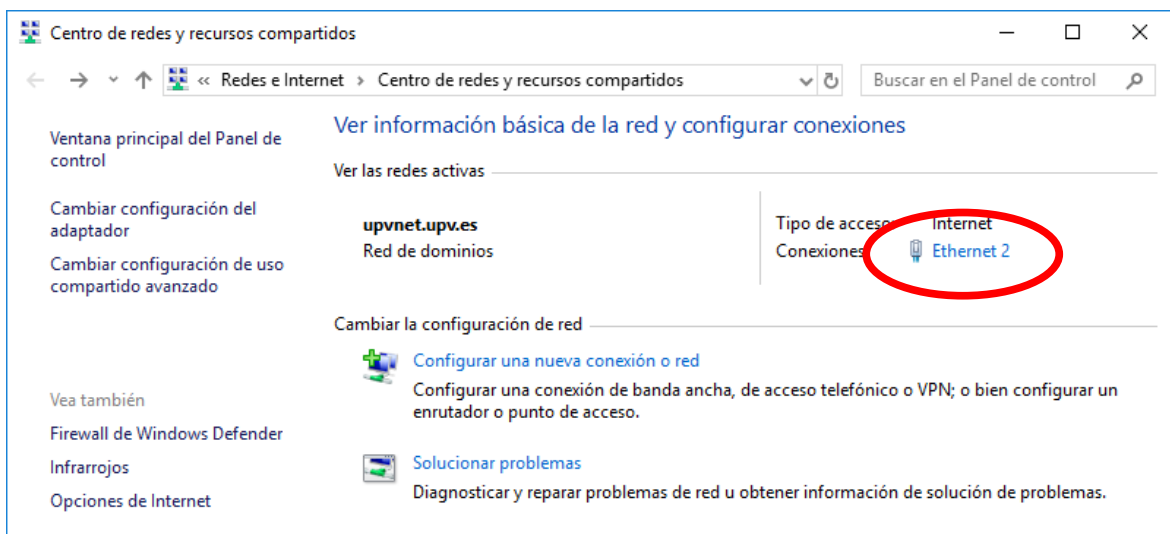 Centro de redes y recursos compartidos
« Redes e Internet > Centro de redes y recursos compartidos
Buscar en el Panel de control
Ventana principal del Panel de
control
Cambiar configuración del
adaptador
Cambiar configuración de uso
compartido avanzado
Vea también
Firewall de Windows Defender
Infrarrojos
Opciones de Internet
Ver información básica de la red y configurar conexiones
Ver las redes activas
upvnet.upv.es
Red de dominios
Tipo de acceso: Internet
Conexiones Ethernet 2
Cambiar la configuración de red
Configurar una nueva conexión o red
Configurar una conexión de banda ancha, de acceso telefónico o VPN; o bien configurar un
enrutador o punto de acceso.
Solucionar problemas
Diagnosticar y reparar problemas de red u obtener información de solución de problemas.